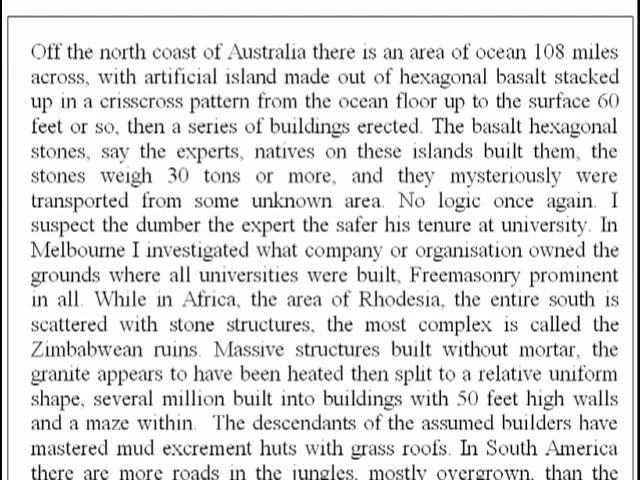 Off the north coast of Australia there is an area of ocean 108 miles
across, with artificial island made out of hexagonal basalt stacked
up in a crisscross pattern from the ocean floor up to the surface 60
feet or so, then a series of buildings erected. The basalt hexagonal
stones, say the experts, natives on these islands built them, the
stones weigh 30 tons or more, and they mysteriously were
transported from some unknown area. No logic once again. I
suspect the dumber the expert the safer his tenure at university. In
Melbourne I investigated what company or organisation owned the
grounds where all universities were built, Freemasonry prominent
in all. While in Africa, the area of Rhodesia, the entire south is
scattered with stone structures, the most complex is called the
Zimbabwean ruins. Massive structures built without mortar, the
granite appears to have been heated then split to a relative uniform
shape, several million built into buildings with 50 feet high walls
and a maze within. The descendants of the assumed builders have
mastered mud excrement huts with grass roofs. In South America
there are more roads in the jungles, mostly overgrown, than the